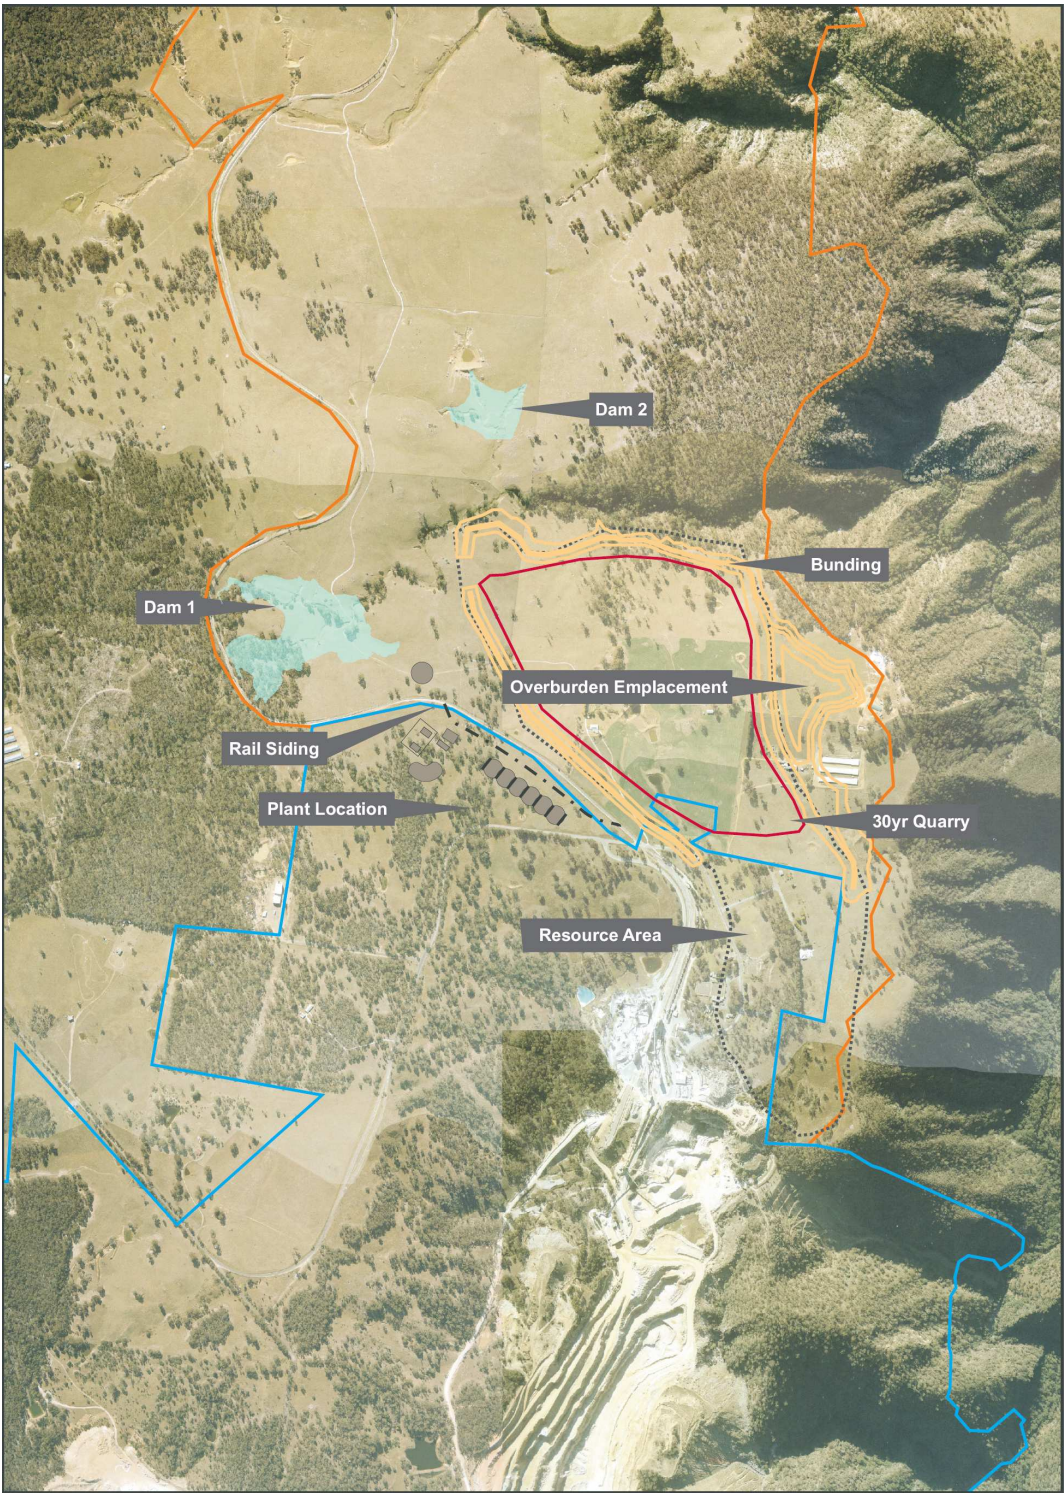 Dam 2
Bunding
Dam 1
Overburden Emplacement
Rail Siding
Plant Location
30yr Quarry
Resource Area